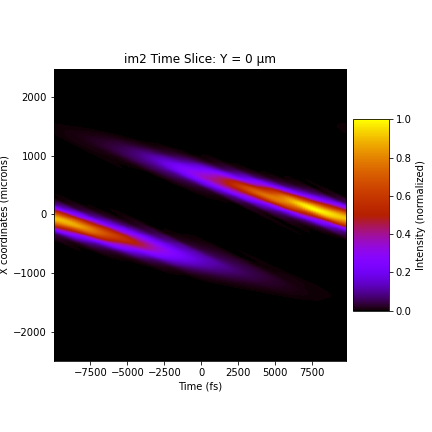 im2 Time Slice: Y = 0 μm
X coordinates (microns)
2000
1000
0
−1000
−2000
−7500 −5000 −2500 0 2500 5000 7500
Time (fs)
1.0
0.8
0.6
0.4
0.2
0.0
Intensity (normalized)